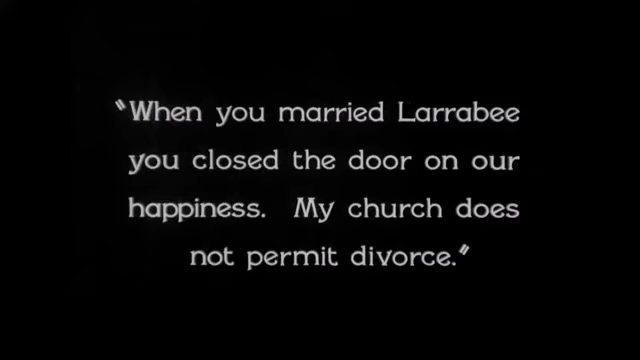 "When you married Larrabee
you closed the door on our
happiness. My church does
not permit divorce."